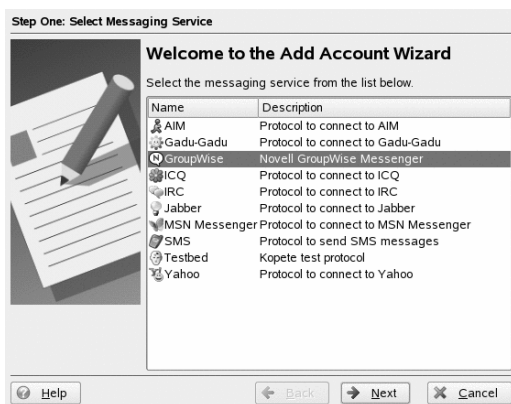 Step One: Select Messaging Service
Welcome to the Add Account Wizard
Select the messaging service from the list below.
Name Description
AIM Protocol to connect to AIM
Gadu-Gadu Protocol to connect to Gadu-Gadu
GroupWise Novell GroupWise Messenger
ICQ Protocol to connect to ICQ
IRC Protocol to connect to IRC
Jabber Protocol to connect to Jabber
MSN Messenger Protocol to connect to MSN Messenger
SMS Protocol to send SMS messages
Testbed Kopete test protocol
Yahoo Protocol to connect to Yahoo
Help Back Next Cancel